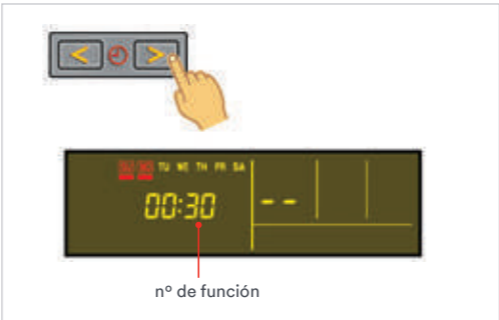 < >
SU MO TU WE TH FR SA
00:30 --
nº de función